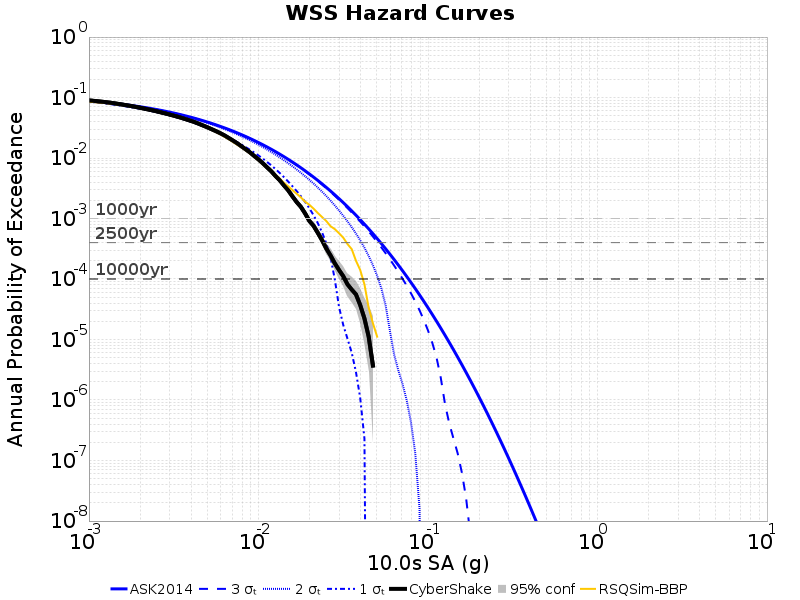 WSS Hazard Curves
Annual Probability of Exceedance
10^0
10^-1
10^-2
10^-3
10^-4
10^-5
10^-6
10^-7
10^-8
1000yr
2500yr
10000yr
10^-3 10^-2 10^-1 10^0 10^1
10.0s SA (g)
ASK2014 3 σₜ 2 σₜ 1 σₜ CyberShake 95% conf RSQSim-BBP